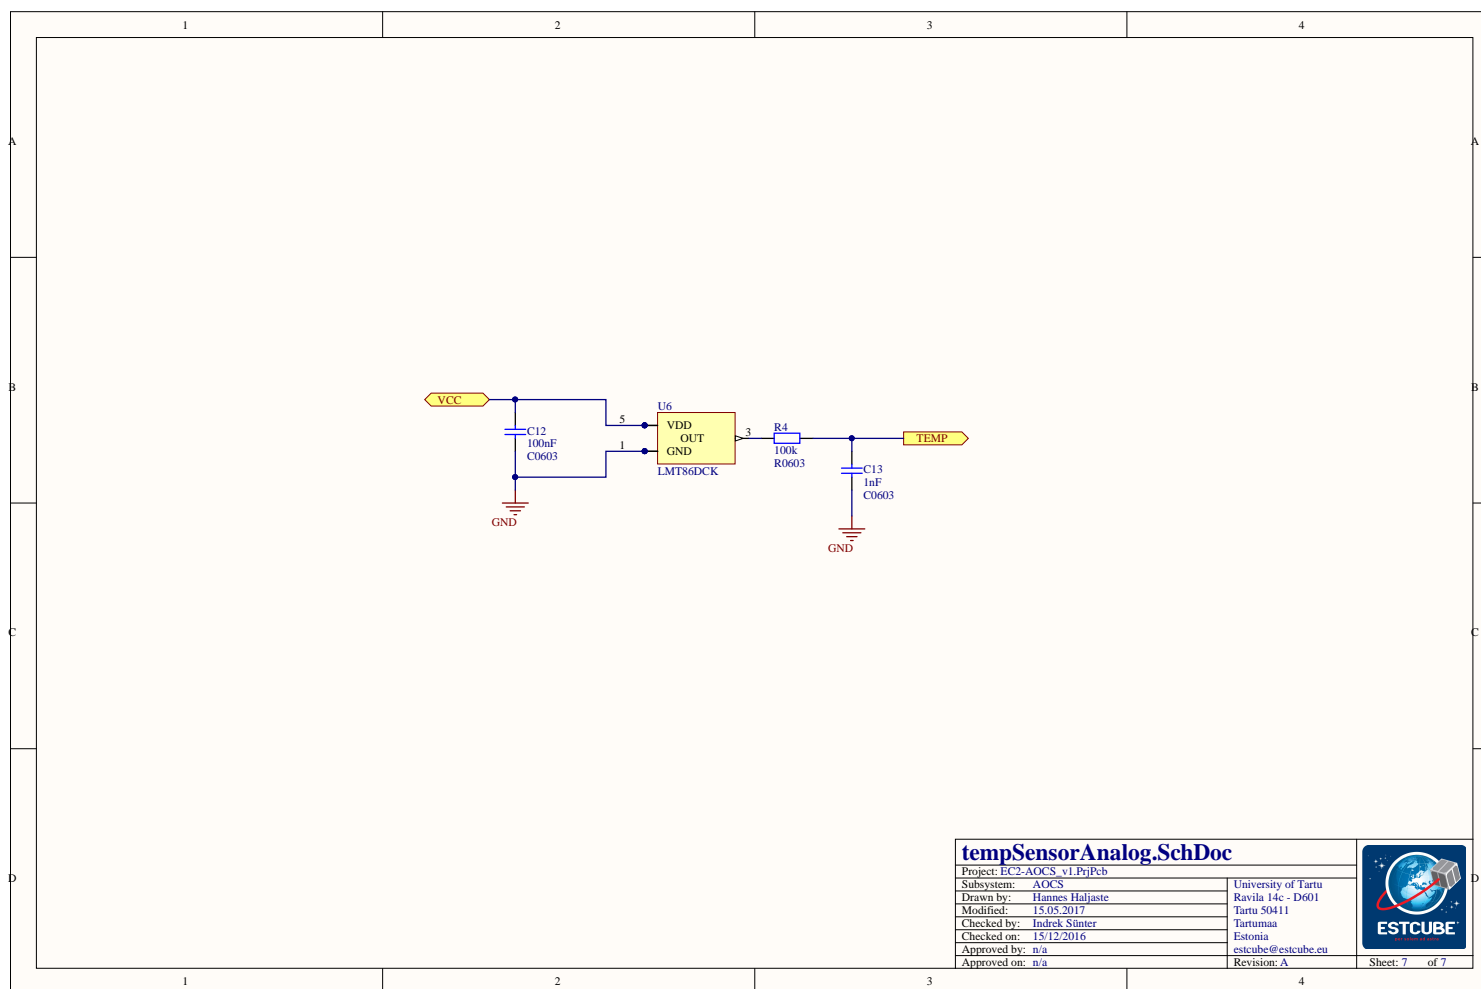 1 2 3 4
A A
VCC
B B
U6
5 VDD
OUT 3
1 GND
LMT86DCK
C12
100nF
C0603
GND
R4
100k
R0603
TEMP
C13
1nF
C0603
GND
C C
D D
tempSensorAnalog.SchDoc
Project: EC2-AOCS_v1.PrjPcb
Subsystem: AOCS
Drawn by: Hannes Haljaste
Modified: 15.05.2017
Checked by: Indrek Sünter
Checked on: 15/12/2016
Approved by: n/a
Approved on: n/a
University of Tartu
Ravila 14c - D601
Tartu 50411
Tartumaa
Estonia
estcube@estcube.eu
Revision: A
ESTCUBE
Sheet: 7 of 7
1 2 3 4